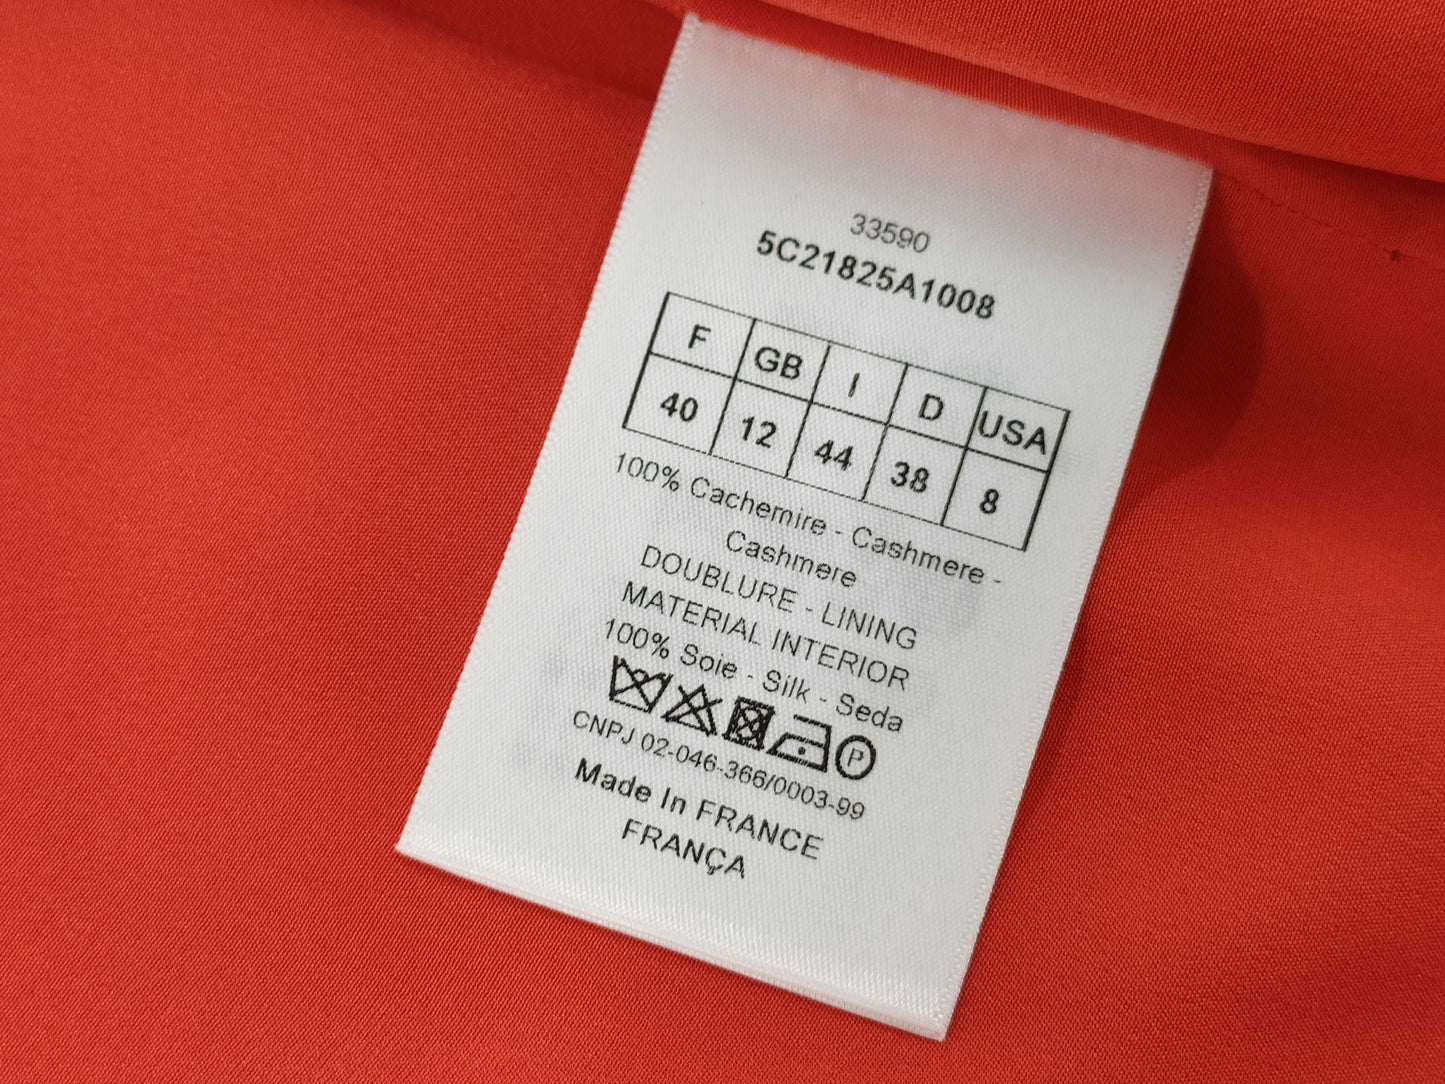 33590
5C21825A1008
F GB I D USA
40 12 44 38 8
100% Cachemire - Cashmere -
Cashmere
DOUBLURE - LINING
MATERIAL INTERIOR
100% Soie - Silk - Seda
P
CNPJ 02-046-366/0003-99
Made In FRANCE
FRANÇA